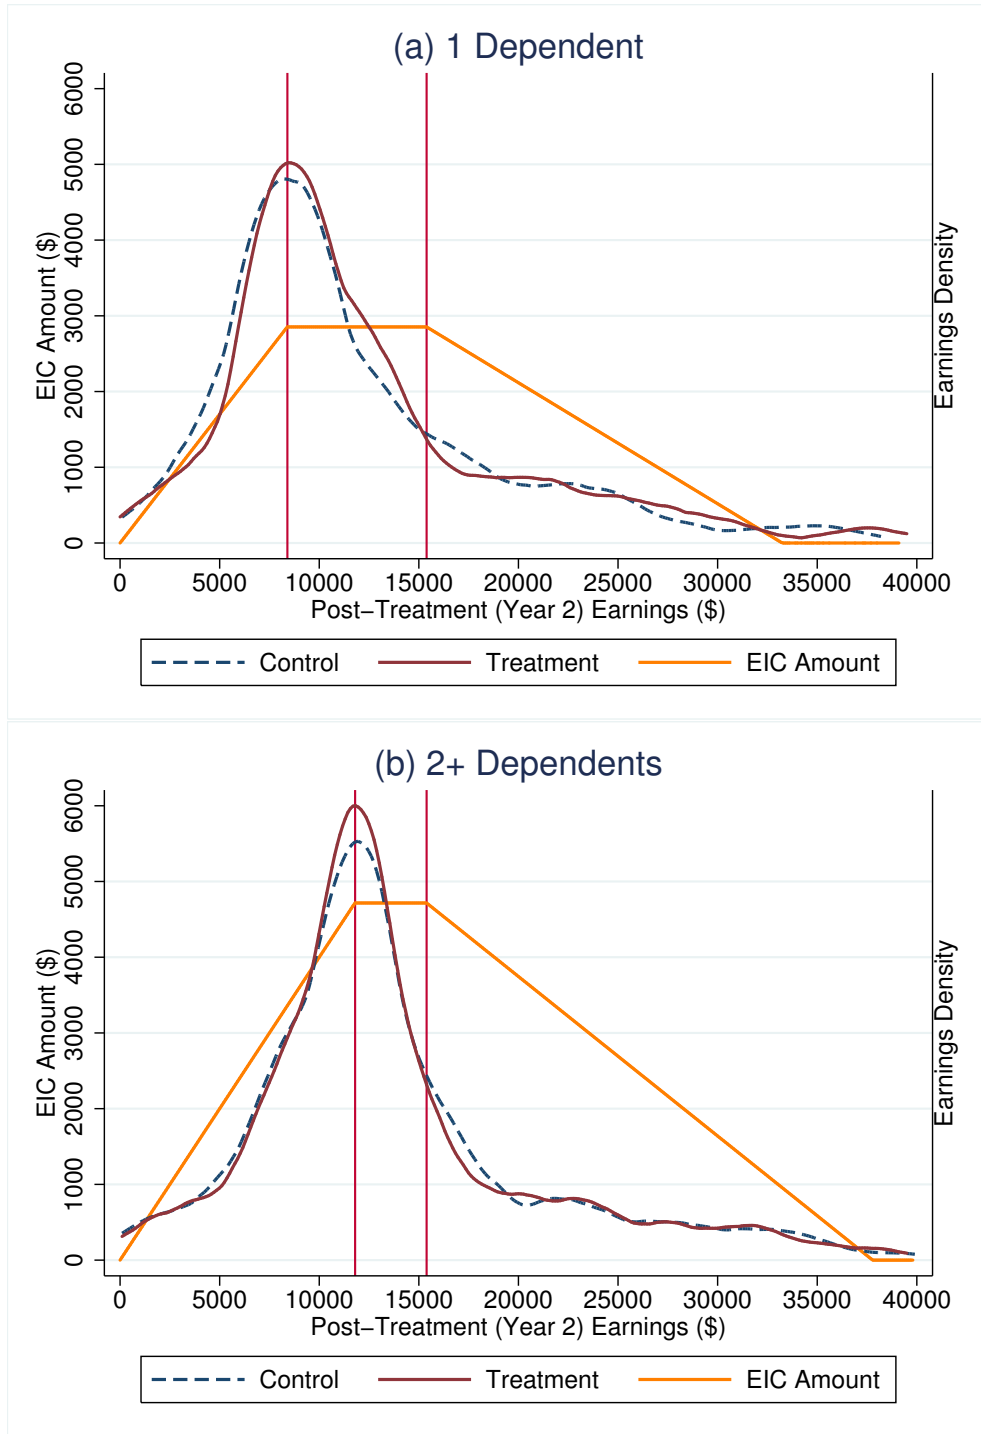 (a) 1 Dependent
EIC Amount ($)
6000
5000
4000
3000
2000
1000
0
Earnings Density
0 5000 10000 15000 20000 25000 30000 35000 40000
Post−Treatment (Year 2) Earnings ($)
Control Treatment EIC Amount
(b) 2+ Dependents
EIC Amount ($)
6000
5000
4000
3000
2000
1000
0
Earnings Density
0 5000 10000 15000 20000 25000 30000 35000 40000
Post−Treatment (Year 2) Earnings ($)
Control Treatment EIC Amount